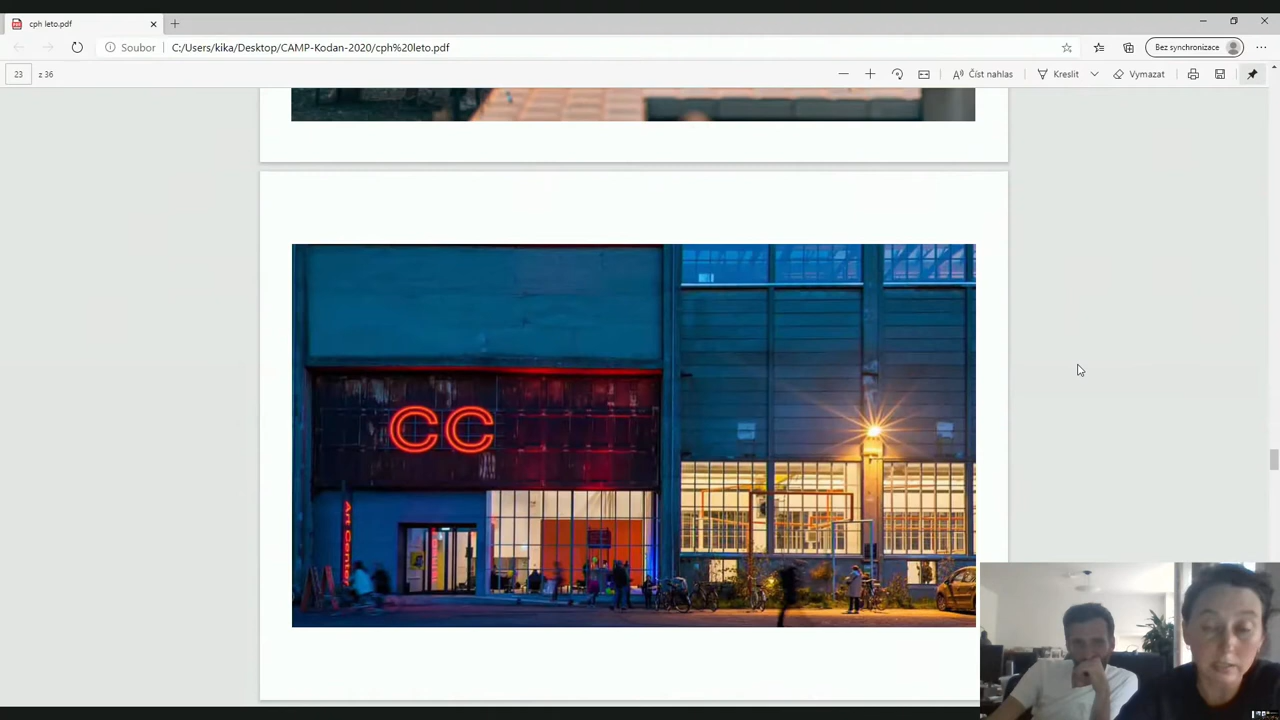 cph leto.pdf
Soubor
C:/Users/kika/Desktop/CAMP-Kodan-2020/cph%20leto.pdf
Bez synchronizace
23
z 36
Číst nahlas
Kreslit
Vymazat
CC
Art Center